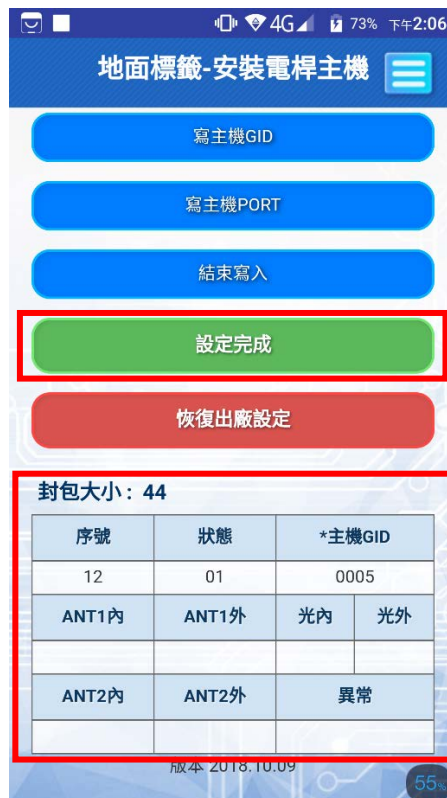 4G 73% 下午2:06
地面標籤-安裝電桿主機
寫主機GID
寫主機PORT
結束寫入
設定完成
恢復出廠設定
封包大小：44
序號 狀態 *主機GID
12 01 0005
ANT1內 ANT1外 光內 光外
ANT2內 ANT2外 異常
版本 2018.10.09
55%